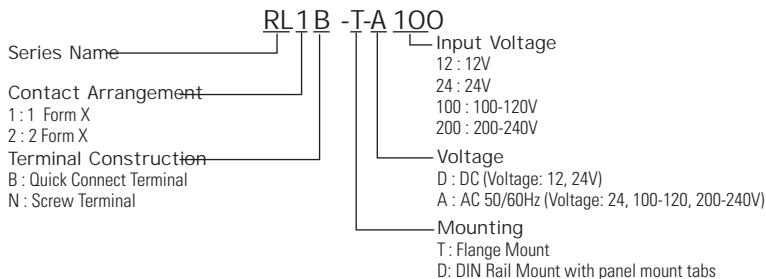 RL1B -T-A 100
Series Name
Contact Arrangement
1 : 1 Form X
2 : 2 Form X
Terminal Construction
B : Quick Connect Terminal
N : Screw Terminal
Input Voltage
12 : 12V
24 : 24V
100 : 100-120V
200 : 200-240V
Voltage
D : DC (Voltage: 12, 24V)
A : AC 50/60Hz (Voltage: 24, 100-120, 200-240V)
Mounting
T : Flange Mount
D: DIN Rail Mount with panel mount tabs